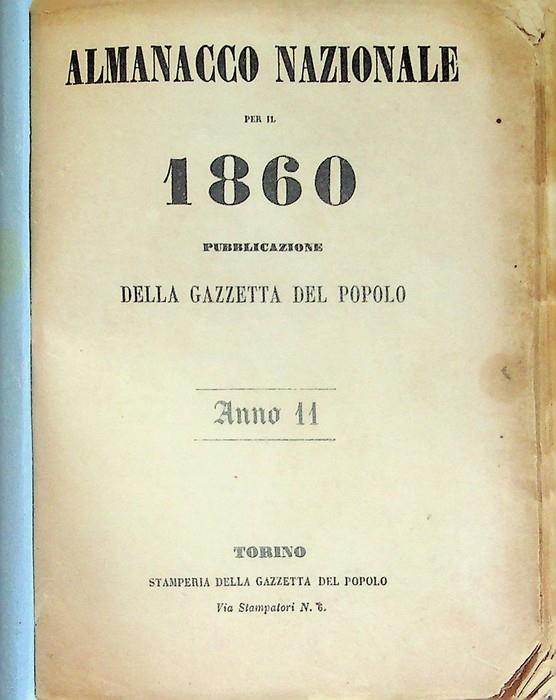 ALMANACCO NAZIONALE
PER IL
1860
PUBBLICAZIONE
DELLA GAZZETTA DEL POPOLO
Anno 11
TORINO
STAMPERIA DELLA GAZZETTA DEL POPOLO
Via Stampatori N. 6.